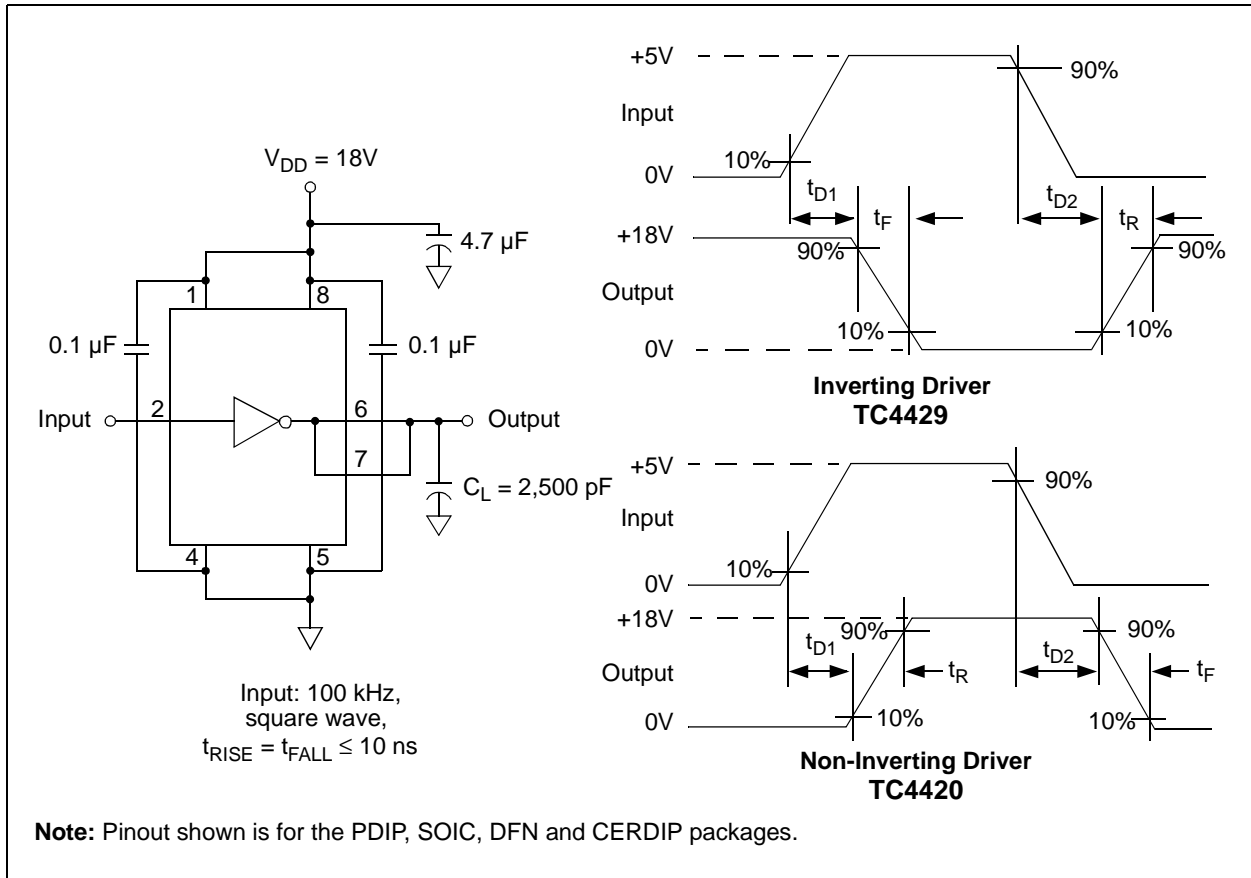 V_DD = 18V
4.7 µF
1
8
0.1 µF
0.1 µF
Input
2
6
Output
7
C_L = 2,500 pF
4
5
Input: 100 kHz,
square wave,
t_RISE = t_FALL ≤ 10 ns
+5V
90%
Input
10%
0V
t_D1
t_F
t_D2
t_R
+18V
90%
90%
Output
10%
10%
0V
Inverting Driver
TC4429
+5V
90%
Input
10%
0V
+18V
90%
90%
t_D1
t_D2
Output
t_R
t_F
10%
10%
0V
Non-Inverting Driver
TC4420
Note: Pinout shown is for the PDIP, SOIC, DFN and CERDIP packages.